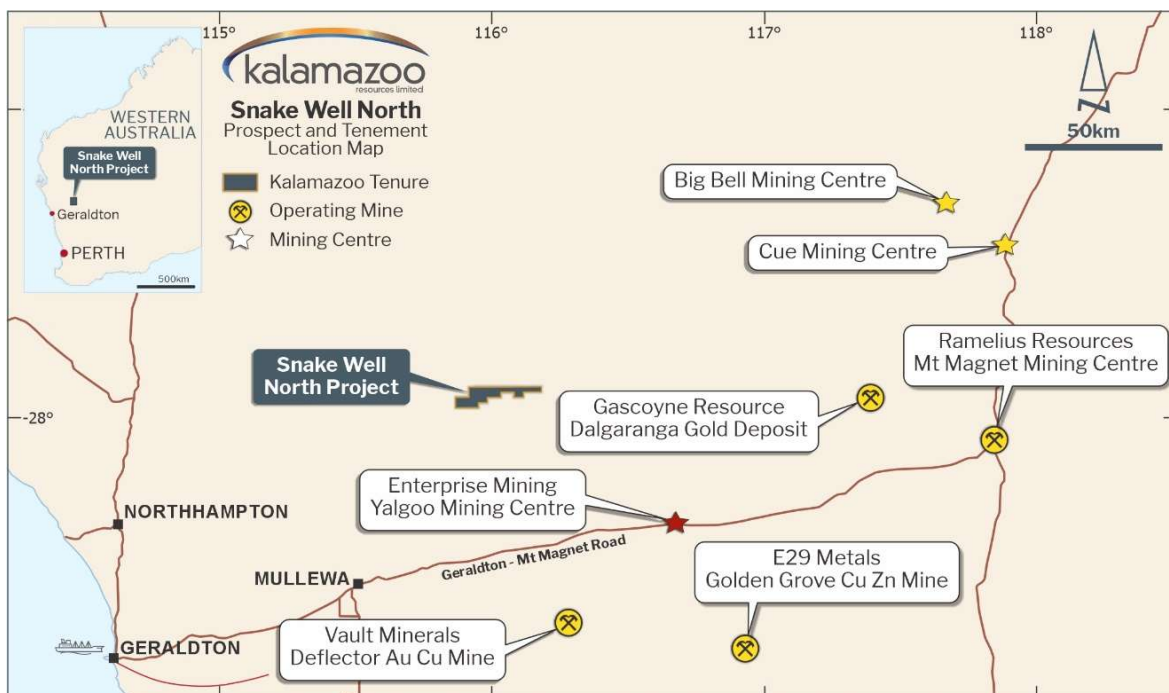 115°
116°
117°
118°
-28°
WESTERN
AUSTRALIA
Snake Well
North Project
Geraldton
PERTH
500km
kalamazoo
resources limited
Snake Well North
Prospect and Tenement
Location Map
Kalamazoo Tenure
Operating Mine
Mining Centre
N
50km
Big Bell Mining Centre
Cue Mining Centre
Ramelius Resources
Mt Magnet Mining Centre
Snake Well
North Project
Gascoyne Resource
Dalgaranga Gold Deposit
Enterprise Mining
Yalgoo Mining Centre
NORTHHAMPTON
Geraldton - Mt Magnet Road
MULLEWA
E29 Metals
Golden Grove Cu Zn Mine
GERALDTON
Vault Minerals
Deflector Au Cu Mine